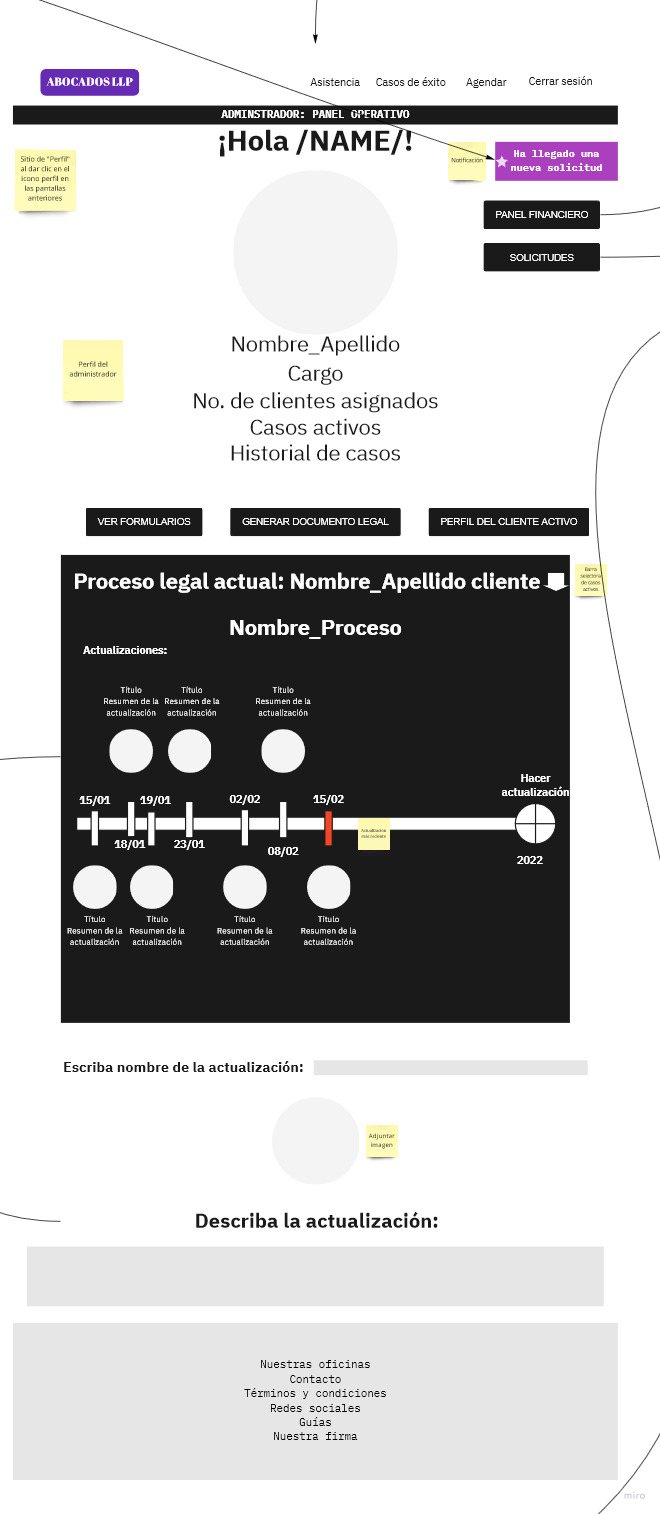 ABOCADOS LLP
Asistencia
Casos de éxito
Agendar
Cerrar sesión
ADMINSTRADOR: PANEL OPERATIVO
¡Hola /NAME/!
Notificación
Ha llegado una
nueva solicitud
Sitio de "Perfil"
al dar clic en el
icono perfil en
las pantallas
anteriores
PANEL FINANCIERO
SOLICITUDES
Perfil del
administrador
Nombre_Apellido
Cargo
No. de clientes asignados
Casos activos
Historial de casos
VER FORMULARIOS
GENERAR DOCUMENTO LEGAL
PERFIL DEL CLIENTE ACTIVO
Proceso legal actual: Nombre_Apellido cliente
Barra
selectora
de casos
activos
Nombre_Proceso
Actualizaciones:
Título
Resumen de la
actualización
Título
Resumen de la
actualización
Título
Resumen de la
actualización
Hacer
actualización
15/01
19/01
02/02
15/02
18/01
23/01
08/02
Actualización
más reciente
2022
Título
Resumen de la
actualización
Título
Resumen de la
actualización
Título
Resumen de la
actualización
Título
Resumen de la
actualización
Escriba nombre de la actualización:
Adjuntar
imagen
Describa la actualización:
Nuestras oficinas
Contacto
Términos y condiciones
Redes sociales
Guías
Nuestra firma
miro